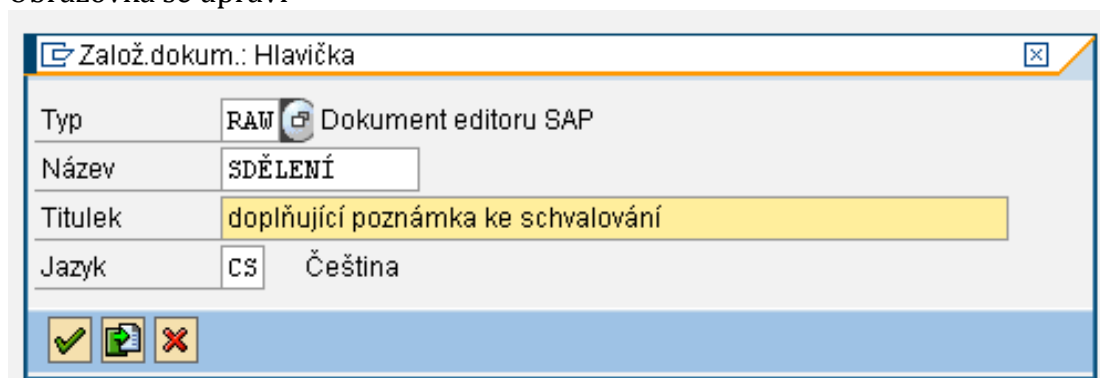 Obrazovka se upraví
Založ.dokum.: Hlavička
Typ RAW Dokument editoru SAP
Název SDĚLENÍ
Titulek doplňující poznámka ke schvalování
Jazyk CS Čeština